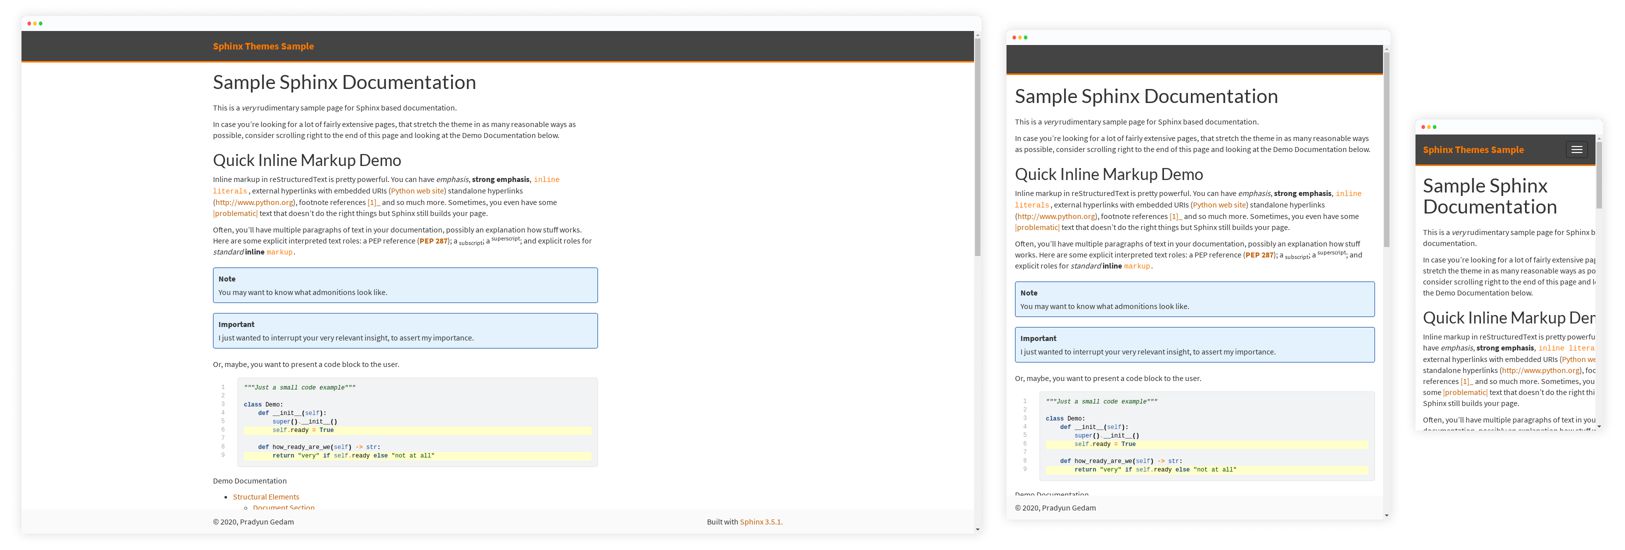 Sphinx Themes Sample
Sample Sphinx Documentation
This is a very rudimentary sample page for Sphinx based documentation.
In case you're looking for a lot of fairly extensive pages, that stretch the theme in as many reasonable ways as
possible, consider scrolling right to the end of this page and looking at the Demo Documentation below.
Quick Inline Markup Demo
Inline markup in reStructuredText is pretty powerful. You can have emphasis, strong emphasis, inline
literals, external hyperlinks with embedded URIs (Python web site) standalone hyperlinks
(http://www.python.org), footnote references [1]_ and so much more. Sometimes, you even have some
|problematic| text that doesn't do the right things but Sphinx still builds your page.
Often, you'll have multiple paragraphs of text in your documentation, possibly an explanation how stuff works.
Here are some explicit interpreted text roles: a PEP reference (PEP 287); a subscript; a superscript; and explicit roles for
standard inline markup.
Note
You may want to know what admonitions look like.
Important
I just wanted to interrupt your very relevant insight, to assert my importance.
Or, maybe, you want to present a code block to the user.
1 """Just a small code example"""
2
3 class Demo:
4 def __init__(self):
5 super().__init__()
6 self.ready = True
7
8 def how_ready_are_we(self) -> str:
9 return "very" if self.ready else "not at all"
Demo Documentation
Structural Elements
Document Section
© 2020, Pradyun Gedam
Built with Sphinx 3.5.1.
Sample Sphinx Documentation
This is a very rudimentary sample page for Sphinx based documentation.
In case you're looking for a lot of fairly extensive pages, that stretch the theme in as many reasonable ways
as possible, consider scrolling right to the end of this page and looking at the Demo Documentation below.
Quick Inline Markup Demo
Inline markup in reStructuredText is pretty powerful. You can have emphasis, strong emphasis, inline
literals, external hyperlinks with embedded URIs (Python web site) standalone hyperlinks
(http://www.python.org), footnote references [1]_ and so much more. Sometimes, you even have some
|problematic| text that doesn't do the right things but Sphinx still builds your page.
Often, you'll have multiple paragraphs of text in your documentation, possibly an explanation how stuff
works. Here are some explicit interpreted text roles: a PEP reference (PEP 287); a subscript; a superscript; and
explicit roles for standard inline markup.
Note
You may want to know what admonitions look like.
Important
I just wanted to interrupt your very relevant insight, to assert my importance.
Or, maybe, you want to present a code block to the user.
1 """Just a small code example"""
2
3 class Demo:
4 def __init__(self):
5 super().__init__()
6 self.ready = True
7
8 def how_ready_are_we(self) -> str:
9 return "very" if self.ready else "not at all"
Demo Documentation
© 2020, Pradyun Gedam
Sphinx Themes Sample
Sample Sphinx
Documentation
This is a very rudimentary sample page for Sphinx b
documentation.
In case you're looking for a lot of fairly extensive pag
stretch the theme in as many reasonable ways as po
consider scrolling right to the end of this page and l
the Demo Documentation below.
Quick Inline Markup Der
Inline markup in reStructuredText is pretty powerfu
have emphasis, strong emphasis, inline litera
external hyperlinks with embedded URIs (Python we
standalone hyperlinks (http://www.python.org), foo
references [1]_ and so much more. Sometimes, you
some |problematic| text that doesn't do the right thi
Sphinx still builds your page.
Often, you'll have multiple paragraphs of text in you
documentation, possibly an explanation how stuff w